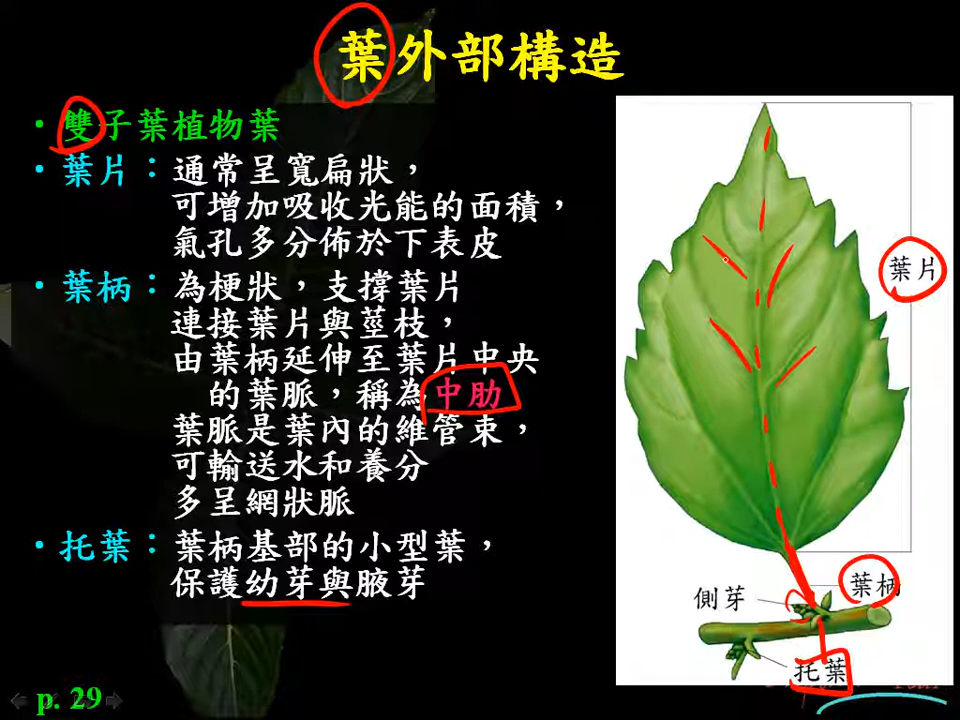 葉外部構造
•雙子葉植物葉
•葉片：通常呈寬扁狀，
可增加吸收光能的面積，
氣孔多分佈於下表皮
•葉柄：為梗狀，支撐葉片
連接葉片與莖枝，
由葉柄延伸至葉片中央
的葉脈，稱為中肋
葉脈是葉內的維管束，
可輸送水和養分
多呈網狀脈
•托葉：葉柄基部的小型葉，
保護幼芽與腋芽
葉片
葉柄
側芽
托葉
p. 29